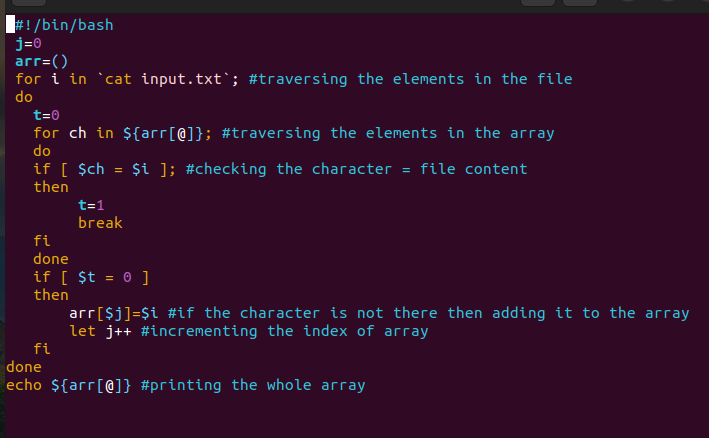 #!/bin/bash
j=0
arr=()
for i in `cat input.txt`; #traversing the elements in the file
do
t=0
for ch in ${arr[@]}; #traversing the elements in the array
do
if [ $ch = $i ]; #checking the character = file content
then
t=1
break
fi
done
if [ $t = 0 ]
then
arr[$j]=$i #if the character is not there then adding it to the array
let j++ #incrementing the index of array
fi
done
echo ${arr[@]} #printing the whole array